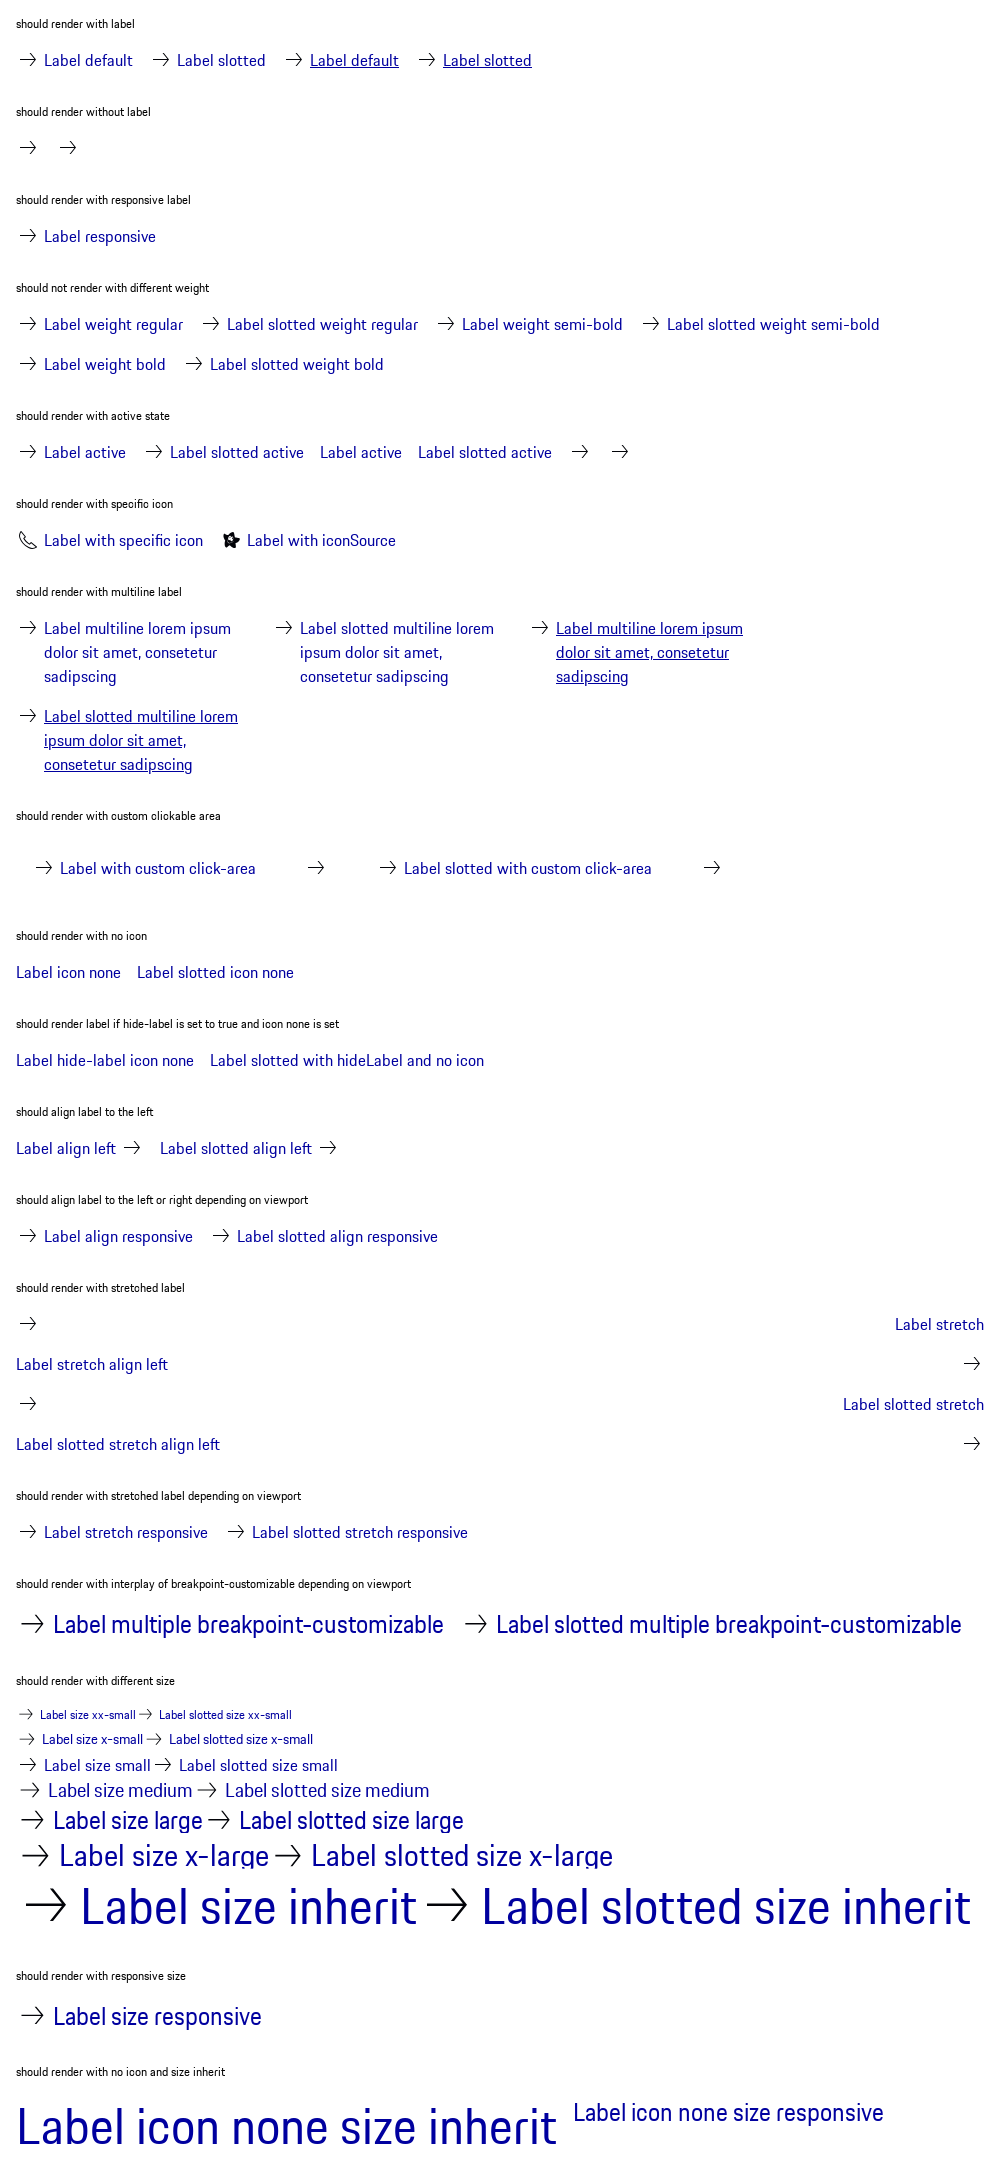 should render with label
Label default Label slotted Label default Label slotted
should render without label
should render with responsive label
Label responsive
should not render with different weight
Label weight regular Label slotted weight regular Label weight semi-bold Label slotted weight semi-bold
Label weight bold Label slotted weight bold
should render with active state
Label active Label slotted active Label active Label slotted active
should render with specific icon
Label with specific icon Label with iconSource
should render with multiline label
Label multiline lorem ipsum
dolor sit amet, consetetur
sadipscing
Label slotted multiline lorem
ipsum dolor sit amet,
consetetur sadipscing
Label multiline lorem ipsum
dolor sit amet, consetetur
sadipscing
Label slotted multiline lorem
ipsum dolor sit amet,
consetetur sadipscing
should render with custom clickable area
Label with custom click-area Label slotted with custom click-area
should render with no icon
Label icon none Label slotted icon none
should render label if hide-label is set to true and icon none is set
Label hide-label icon none Label slotted with hideLabel and no icon
should align label to the left
Label align left Label slotted align left
should align label to the left or right depending on viewport
Label align responsive Label slotted align responsive
should render with stretched label
Label stretch
Label stretch align left
Label slotted stretch
Label slotted stretch align left
should render with stretched label depending on viewport
Label stretch responsive Label slotted stretch responsive
should render with interplay of breakpoint-customizable depending on viewport
Label multiple breakpoint-customizable Label slotted multiple breakpoint-customizable
should render with different size
Label size xx-small Label slotted size xx-small
Label size x-small Label slotted size x-small
Label size small Label slotted size small
Label size medium Label slotted size medium
Label size large Label slotted size large
Label size x-large Label slotted size x-large
Label size inherit Label slotted size inherit
should render with responsive size
Label size responsive
should render with no icon and size inherit
Label icon none size inherit Label icon none size responsive